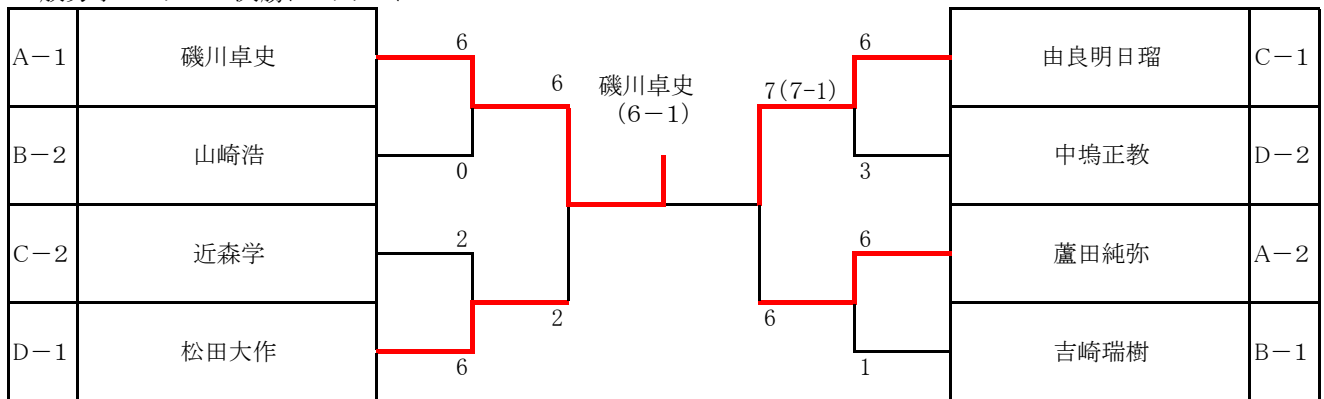 A－1 磯川卓史 6 6 由良明日瑠 C－1
6 磯川卓史 7(7-1)
（6－1）
B－2 山崎浩 0 3 中塢正教 D－2
C－2 近森学 2 6 蘆田純弥 A－2
2 6
D－1 松田大作 6 1 吉崎瑞樹 B－1